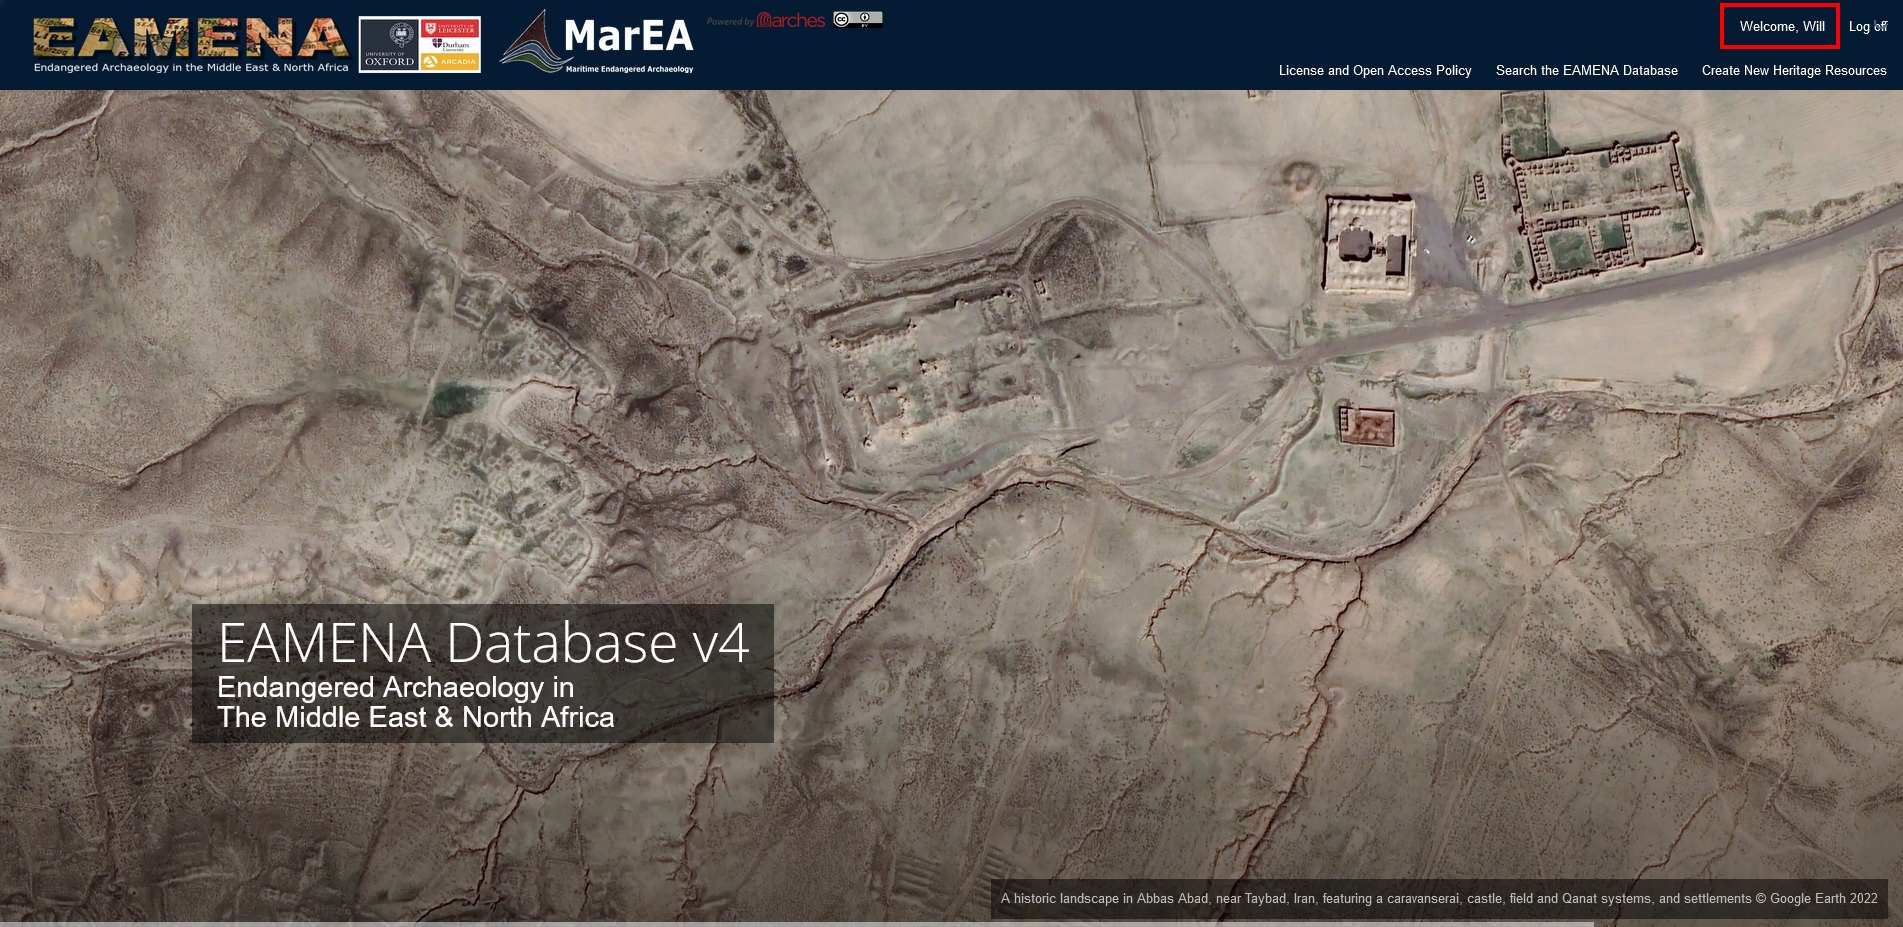 EAMENA
Endangered Archaeology in the Middle East & North Africa
UNIVERSITY OF
OXFORD
UNIVERSITY OF
LEICESTER
Durham
University
ARCADIA
MarEA
Maritime Endangered Archaeology
Powered by arches
cc BY
Welcome, Will
Log off
License and Open Access Policy
Search the EAMENA Database
Create New Heritage Resources
EAMENA Database v4
Endangered Archaeology in
The Middle East & North Africa
A historic landscape in Abbas Abad, near Taybad, Iran, featuring a caravanserai, castle, field and Qanat systems, and settlements © Google Earth 2022